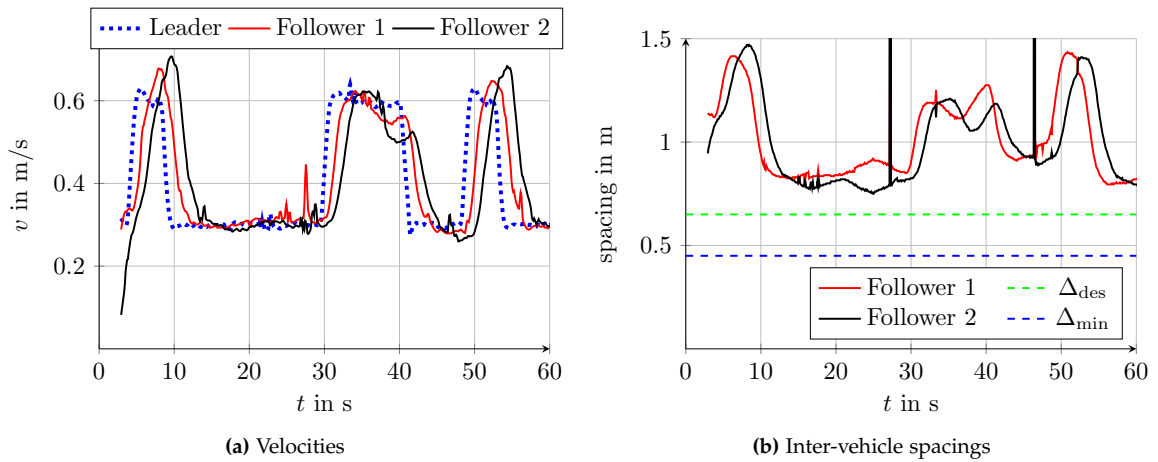 Leader Follower 1 Follower 2
0.6
0.4
0.2
v in m/s
0 10 20 30 40 50 60
t in s
(a) Velocities
1.5
1
0.5
spacing in m
Follower 1 Δdes
Follower 2 Δmin
0 10 20 30 40 50 60
t in s
(b) Inter-vehicle spacings